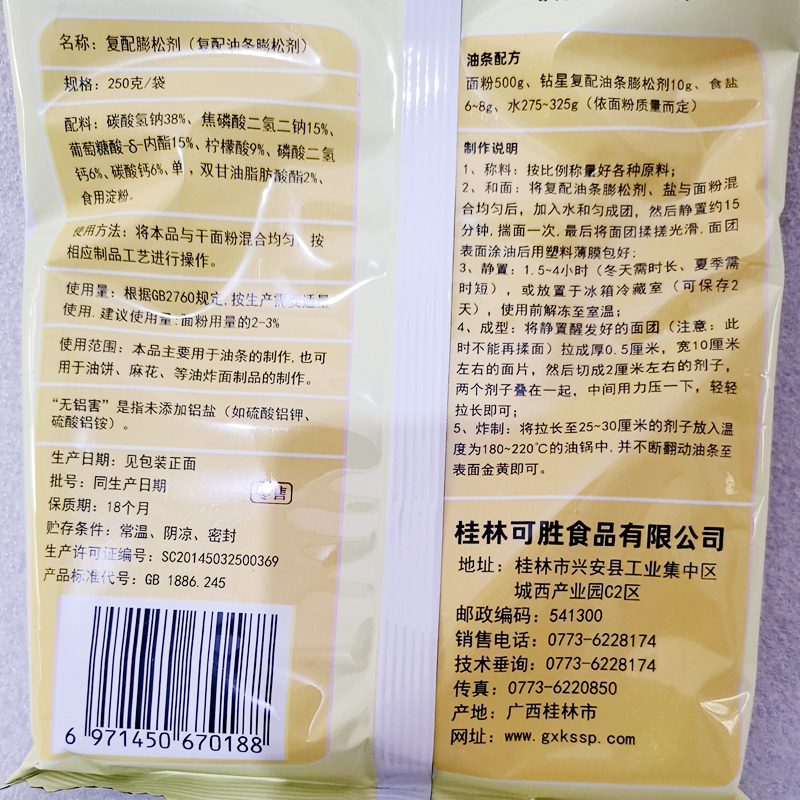 名称：复配膨松剂（复配油条膨松剂）
规格：250克/袋
配料：碳酸氢钠38%、焦磷酸二氢二钠15%、
葡萄糖酸-δ-内酯15%、柠檬酸9%、磷酸二氢
钙6%、碳酸钙6%、单，双甘油脂肪酸酯2%、
食用淀粉。
使用方法：将本品与干面粉混合均匀，按
相应制品工艺进行操作。
使用量：根据GB2760规定,按生产需要适量
使用.建议使用量:面粉用量的2-3%
使用范围：本品主要用于油条的制作,也可
用于油饼、麻花、等油炸面制品的制作。
“无铝害”是指未添加铝盐（如硫酸铝钾、
硫酸铝铵）。
生产日期：见包装正面
批号：同生产日期
保质期：18个月
贮存条件：常温、阴凉、密封
生产许可证编号：SC20145032500369
产品标准代号：GB 1886.245
6 971450 670188
油条配方
面粉500g、钻星复配油条膨松剂10g、食盐
6~8g、水275~325g（依面粉质量而定）
制作说明
1、称料：按比例称量好各种原料；
2、和面：将复配油条膨松剂、盐与面粉混
合均匀后，加入水和匀成团，然后静置约15
分钟,揣面一次,最后将面团揉搓光滑,面团
表面涂油后用塑料薄膜包好；
3、静置：1.5~4小时（冬天需时长、夏季需
时短），或放置于冰箱冷藏室（可保存2
天），使用前解冻至室温；
4、成型：将静置醒发好的面团（注意：此
时不能再揉面）拉成厚0.5厘米，宽10厘米
左右的面片，然后切成2厘米左右的剂子，
两个剂子叠在一起，中间用力压一下，轻轻
拉长即可；
5、炸制：将拉长至25~30厘米的剂子放入温
度为180~220℃的油锅中,并不断翻动油条至
表面金黄即可。
桂林可胜食品有限公司
地址：桂林市兴安县工业集中区
城西产业园C2区
邮政编码：541300
销售电话：0773-6228174
技术垂询：0773-6228174
传真：0773-6220850
产地：广西桂林市
网址：www.gxkssp.com